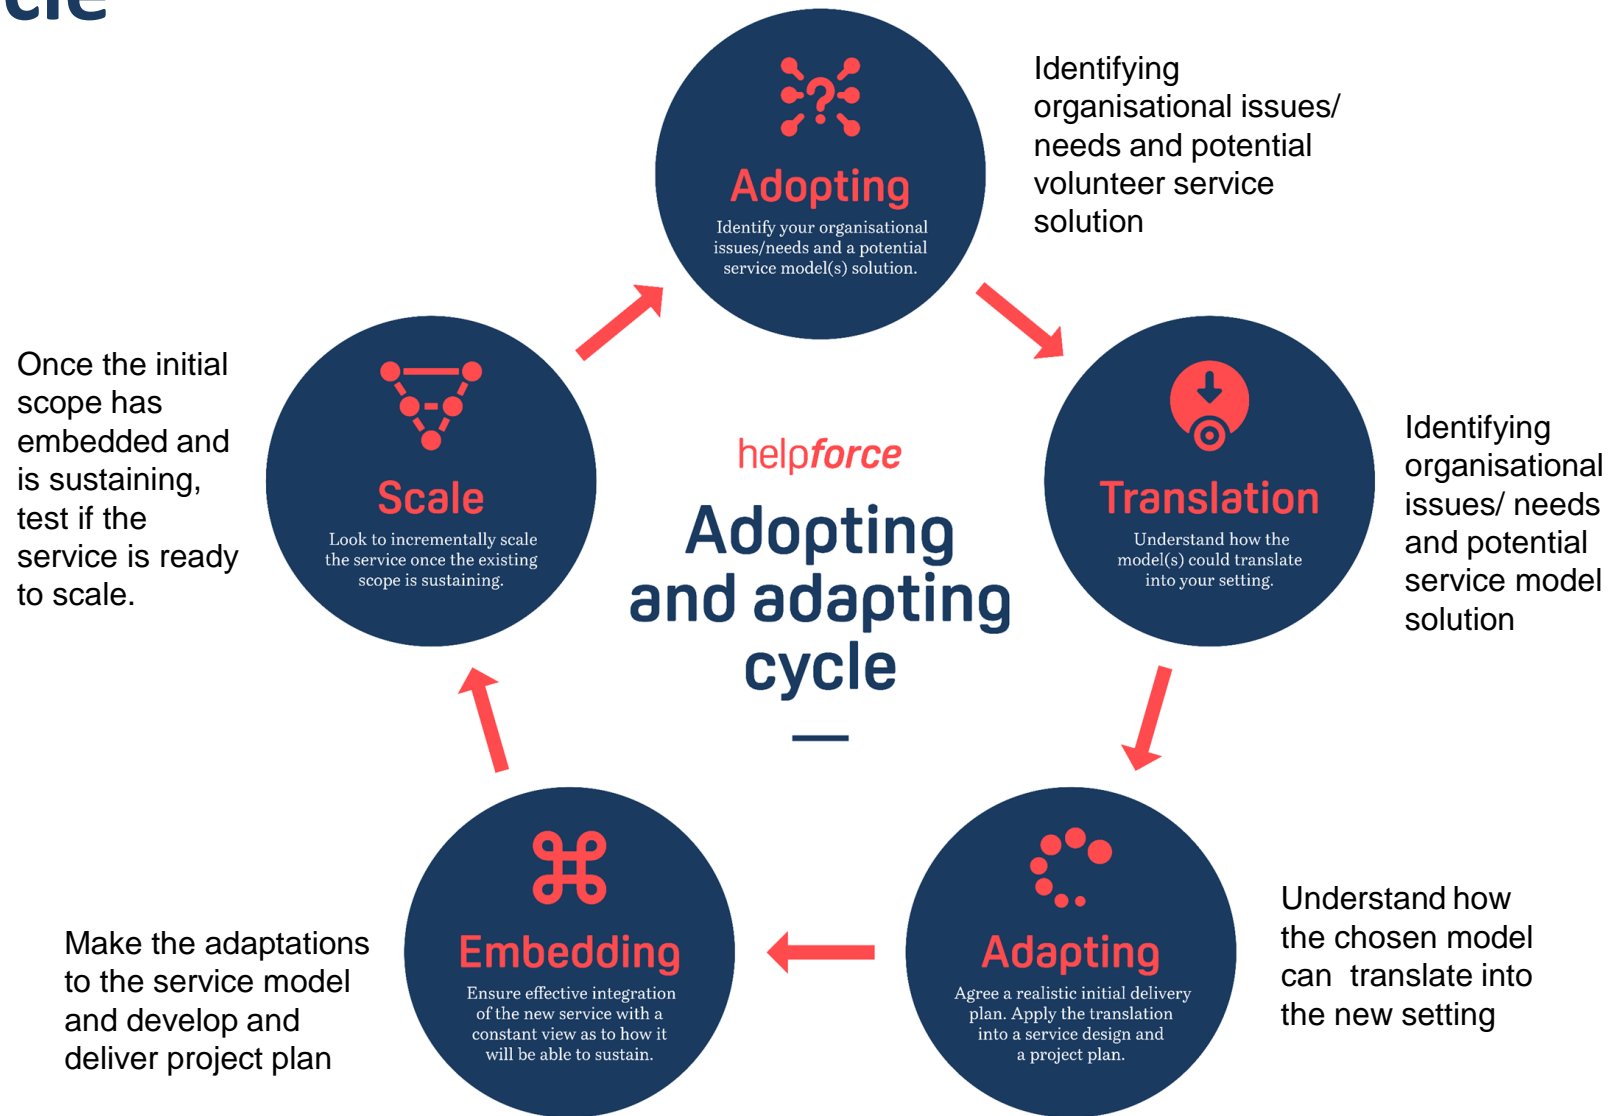 cle
Adopting
Identify your organisational
issues/needs and a potential
service model(s) solution.
Identifying
organisational issues/
needs and potential
volunteer service
solution
Translation
Understand how the
model(s) could translate
into your setting.
Identifying
organisational
issues/ needs
and potential
service model
solution
Adapting
Agree a realistic initial delivery
plan. Apply the translation
into a service design and
a project plan.
Understand how
the chosen model
can  translate into
the new setting
Embedding
Ensure effective integration
of the new service with a
constant view as to how it
will be able to sustain.
Make the adaptations
to the service model
and develop and
deliver project plan
Scale
Look to incrementally scale
the service once the existing
scope is sustaining.
Once the initial
scope has
embedded and
is sustaining,
test if the
service is ready
to scale.
helpforce
Adopting
and adapting
cycle